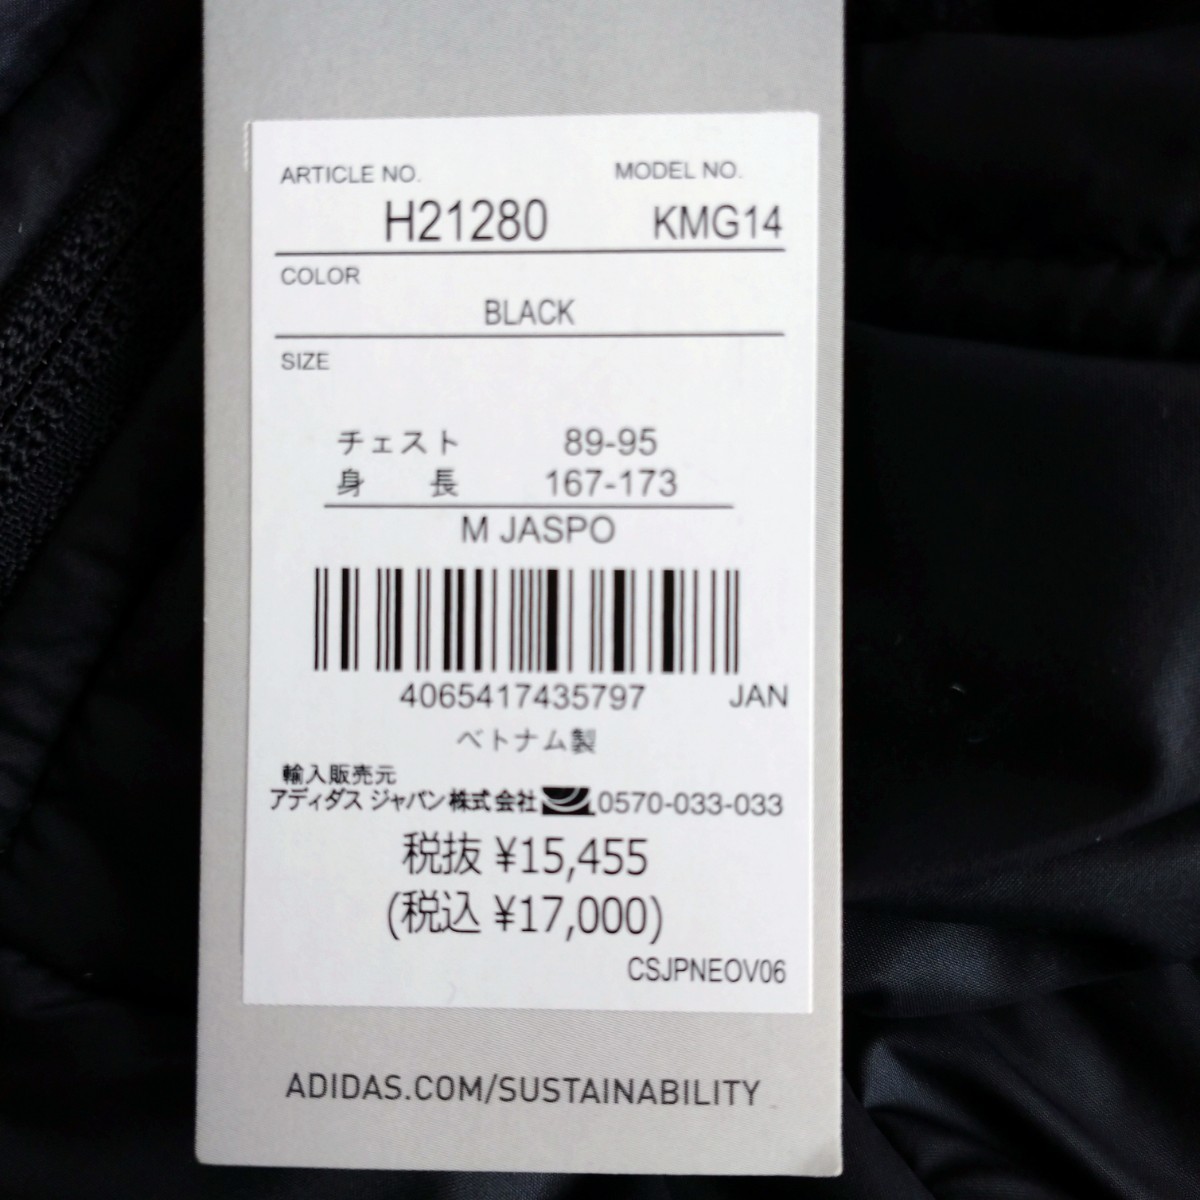 ARTICLE NO. MODEL NO.
H21280 KMG14
COLOR
BLACK
SIZE
チェスト 89-95
身 長 167-173
M JASPO
4065417435797 JAN
ベトナム製
輸入販売元
アディダス ジャパン株式会社 0570-033-033
税抜 ¥15,455
(税込 ¥17,000)
CSJPNEOV06
ADIDAS.COM/SUSTAINABILITY